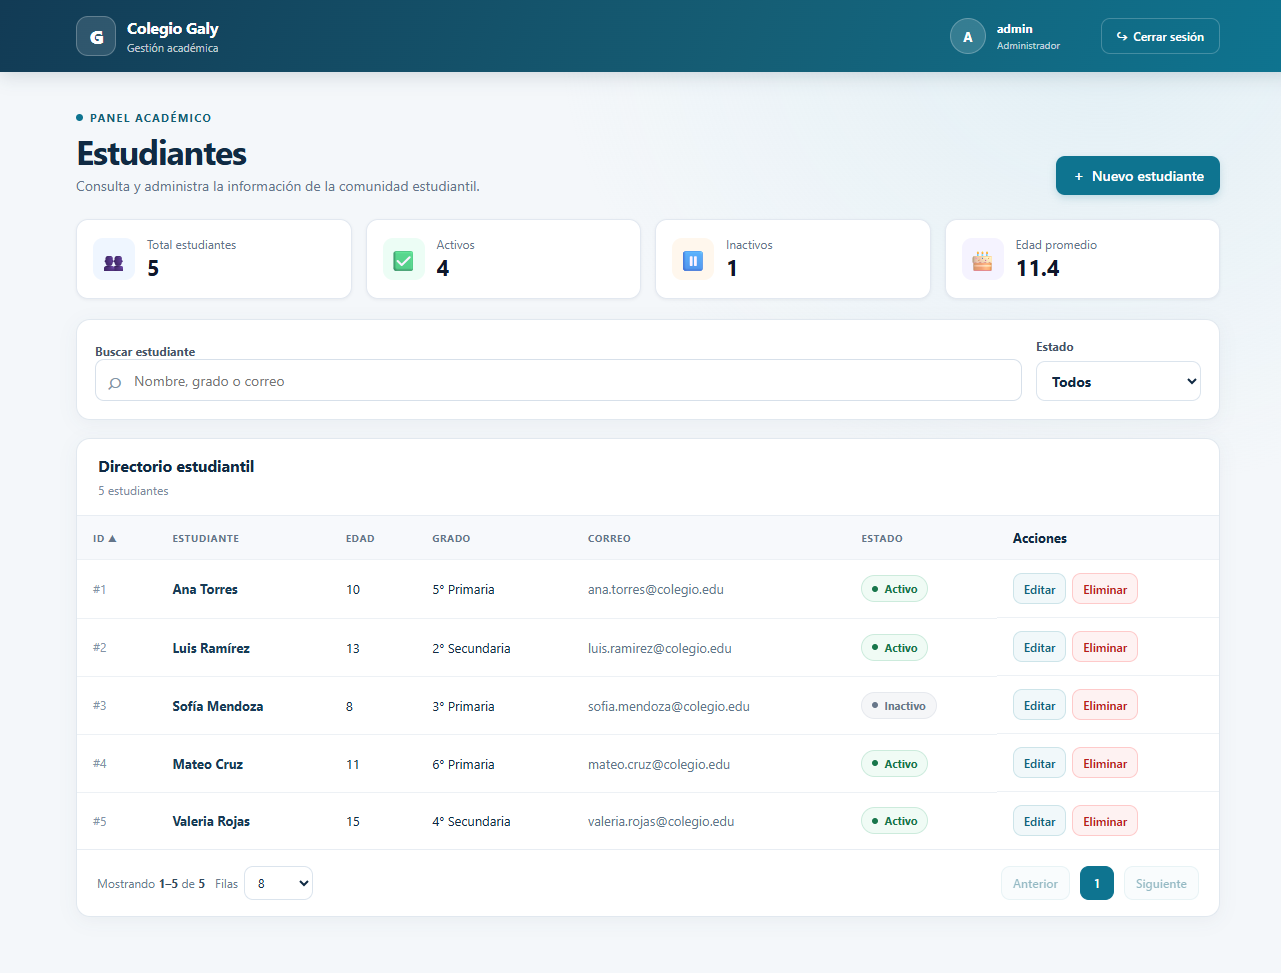 G
Colegio Galy
Gestión académica
A
admin
Administrador
Cerrar sesión
PANEL ACADÉMICO
Estudiantes
Consulta y administra la información de la comunidad estudiantil.
+ Nuevo estudiante
Total estudiantes
5
Activos
4
Inactivos
1
Edad promedio
11.4
Buscar estudiante
Nombre, grado o correo
Estado
Todos
Directorio estudiantil
5 estudiantes
ID ▲ ESTUDIANTE EDAD GRADO CORREO ESTADO Acciones
#1 Ana Torres 10 5° Primaria ana.torres@colegio.edu Activo Editar Eliminar
#2 Luis Ramírez 13 2° Secundaria luis.ramirez@colegio.edu Activo Editar Eliminar
#3 Sofía Mendoza 8 3° Primaria sofia.mendoza@colegio.edu Inactivo Editar Eliminar
#4 Mateo Cruz 11 6° Primaria mateo.cruz@colegio.edu Activo Editar Eliminar
#5 Valeria Rojas 15 4° Secundaria valeria.rojas@colegio.edu Activo Editar Eliminar
Mostrando 1–5 de 5 Filas 8 Anterior 1 Siguiente